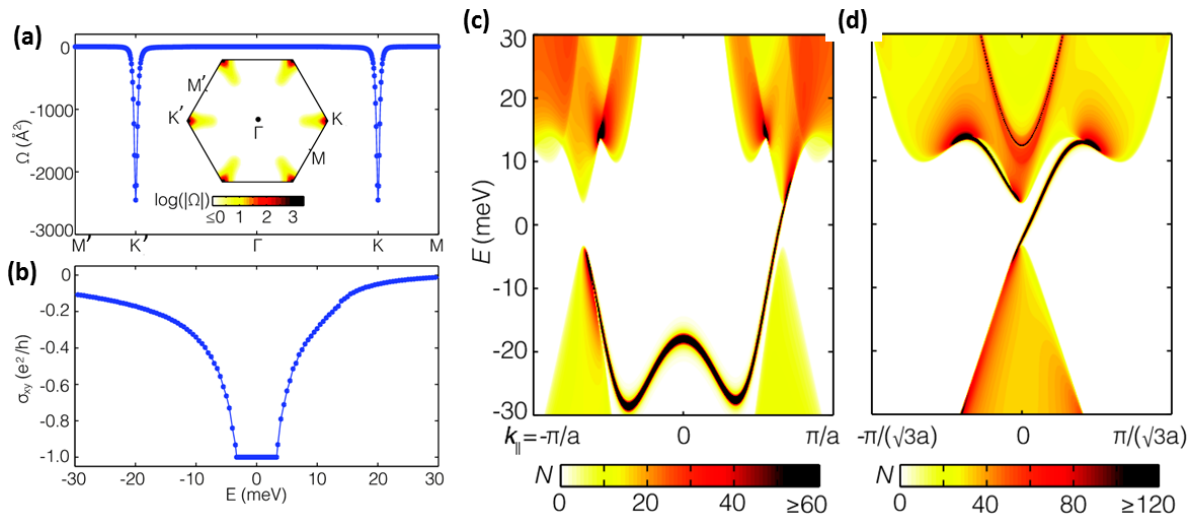 (a)
0
-1000
-2000
-3000
Ω (Å²)
M′
K′
Γ
K
M
log(|Ω|)
≤0 1 2 3
M′ K′ Γ K M
(b)
0
-0.2
-0.4
-0.6
-0.8
-1.0
σxy (e²/h)
-30 -20 -10 0 10 20 30
E (meV)
(c)
30
20
10
0
-10
-20
-30
E (meV)
k∥=-π/a 0 π/a
N
0 20 40 ≥60
(d)
-π/(√3a) 0 π/(√3a)
N
0 40 80 ≥120